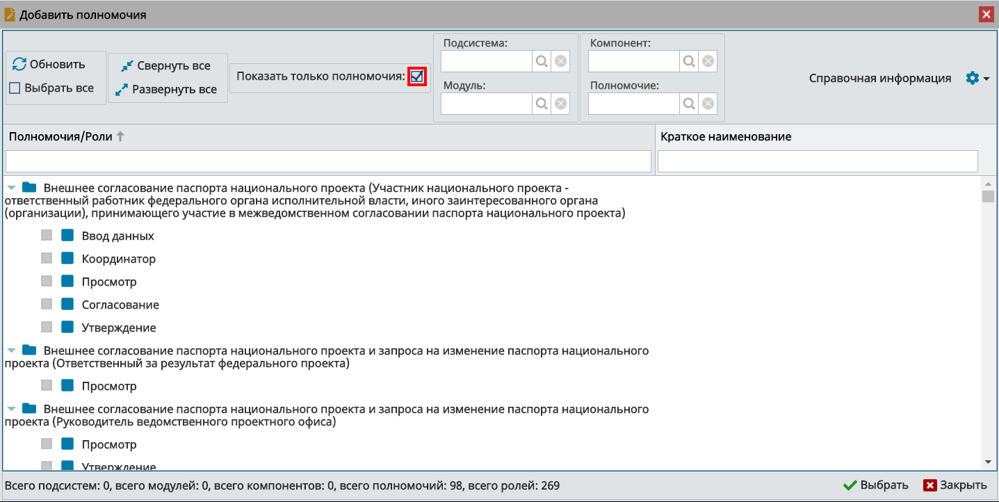 Добавить полномочия
Обновить
Выбрать все
Свернуть все
Развернуть все
Показать только полномочия:
Подсистема:
Модуль:
Компонент:
Полномочие:
Справочная информация
Полномочия/Роли
Краткое наименование
Внешнее согласование паспорта национального проекта (Участник национального проекта -
ответственный работник федерального органа исполнительной власти, иного заинтересованного органа
(организации), принимающего участие в межведомственном согласовании паспорта национального проекта)
Ввод данных
Координатор
Просмотр
Согласование
Утверждение
Внешнее согласование паспорта национального проекта и запроса на изменение паспорта национального
проекта (Ответственный за результат федерального проекта)
Просмотр
Внешнее согласование паспорта национального проекта и запроса на изменение паспорта национального
проекта (Руководитель ведомственного проектного офиса)
Просмотр
Утверждение
Всего подсистем: 0, всего модулей: 0, всего компонентов: 0, всего полномочий: 98, всего ролей: 269
Выбрать
Закрыть